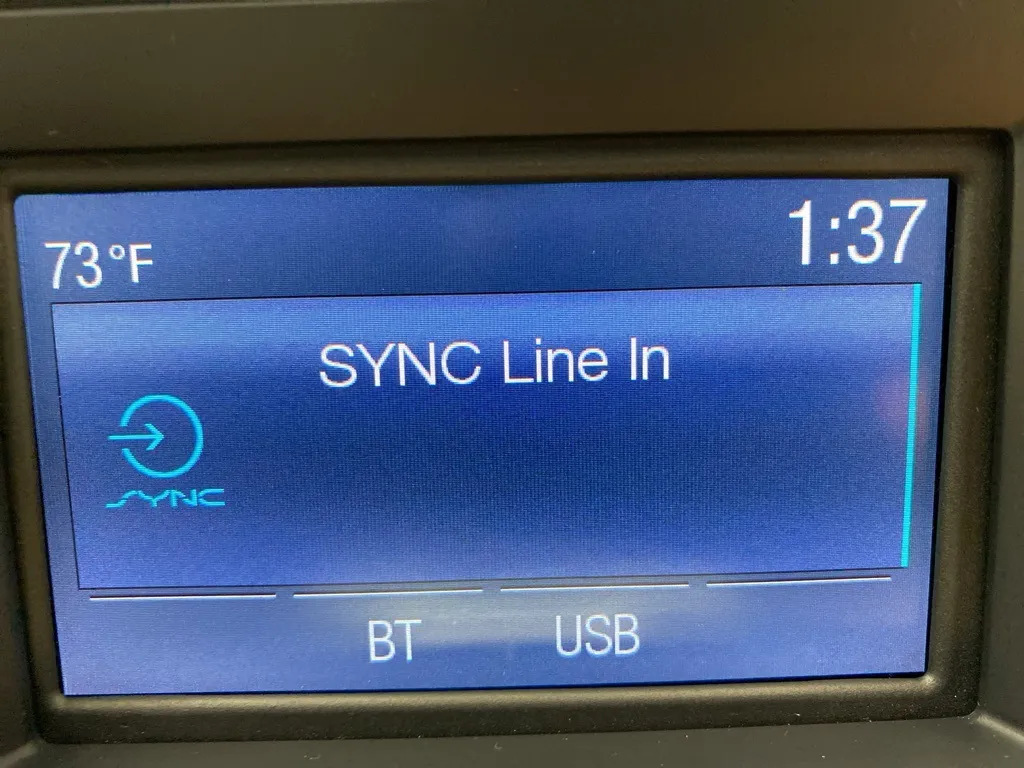 73°F
1:37
SYNC Line In
SYNC
BT
USB